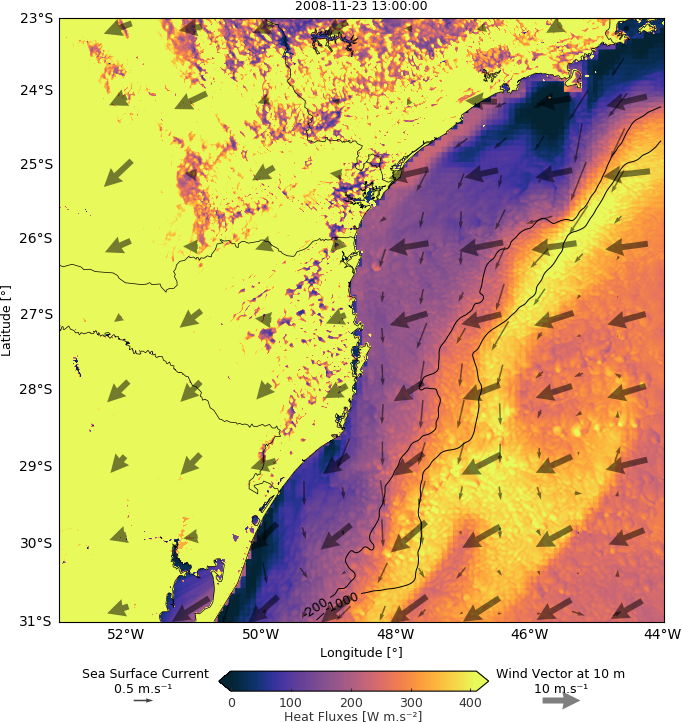 2008-11-23 13:00:00
23°S
24°S
25°S
26°S
27°S
28°S
29°S
30°S
31°S
Latitude [°]
-200
-1000
52°W
50°W
48°W
46°W
44°W
Longitude [°]
Sea Surface Current
0.5 m.s⁻¹
Wind Vector at 10 m
10 m.s⁻¹
0
100
200
300
400
Heat Fluxes [W m.s⁻²]